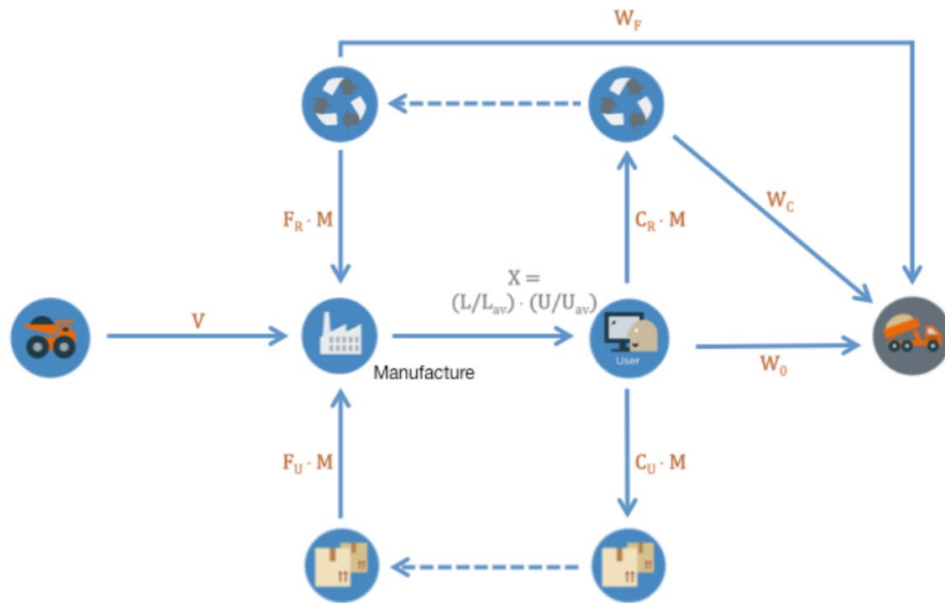 W_F
F_R · M
C_R · M
W_C
X =
(L/L_av) · (U/U_av)
V
Manufacture
User
W_0
F_U · M
C_U · M